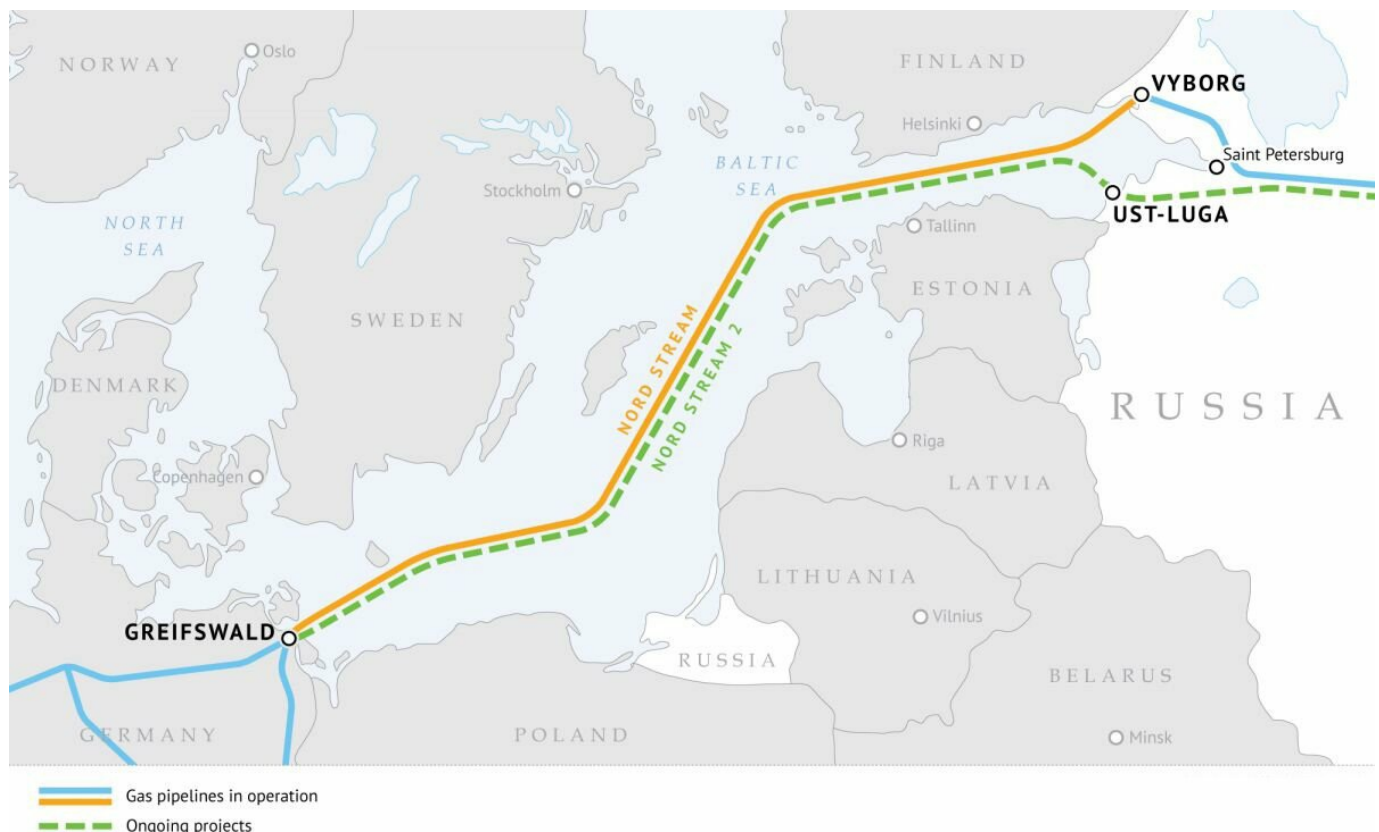 NORWAY
Oslo
FINLAND
VYBORG
Helsinki
Saint Petersburg
BALTIC
SEA
Stockholm
UST-LUGA
NORTH
SEA
Tallinn
ESTONIA
SWEDEN
NORD STREAM
NORD STREAM 2
DENMARK
RUSSIA
Riga
Copenhagen
LATVIA
LITHUANIA
Vilnius
GREIFSWALD
RUSSIA
BELARUS
GERMANY
POLAND
Minsk
Gas pipelines in operation
Ongoing projects